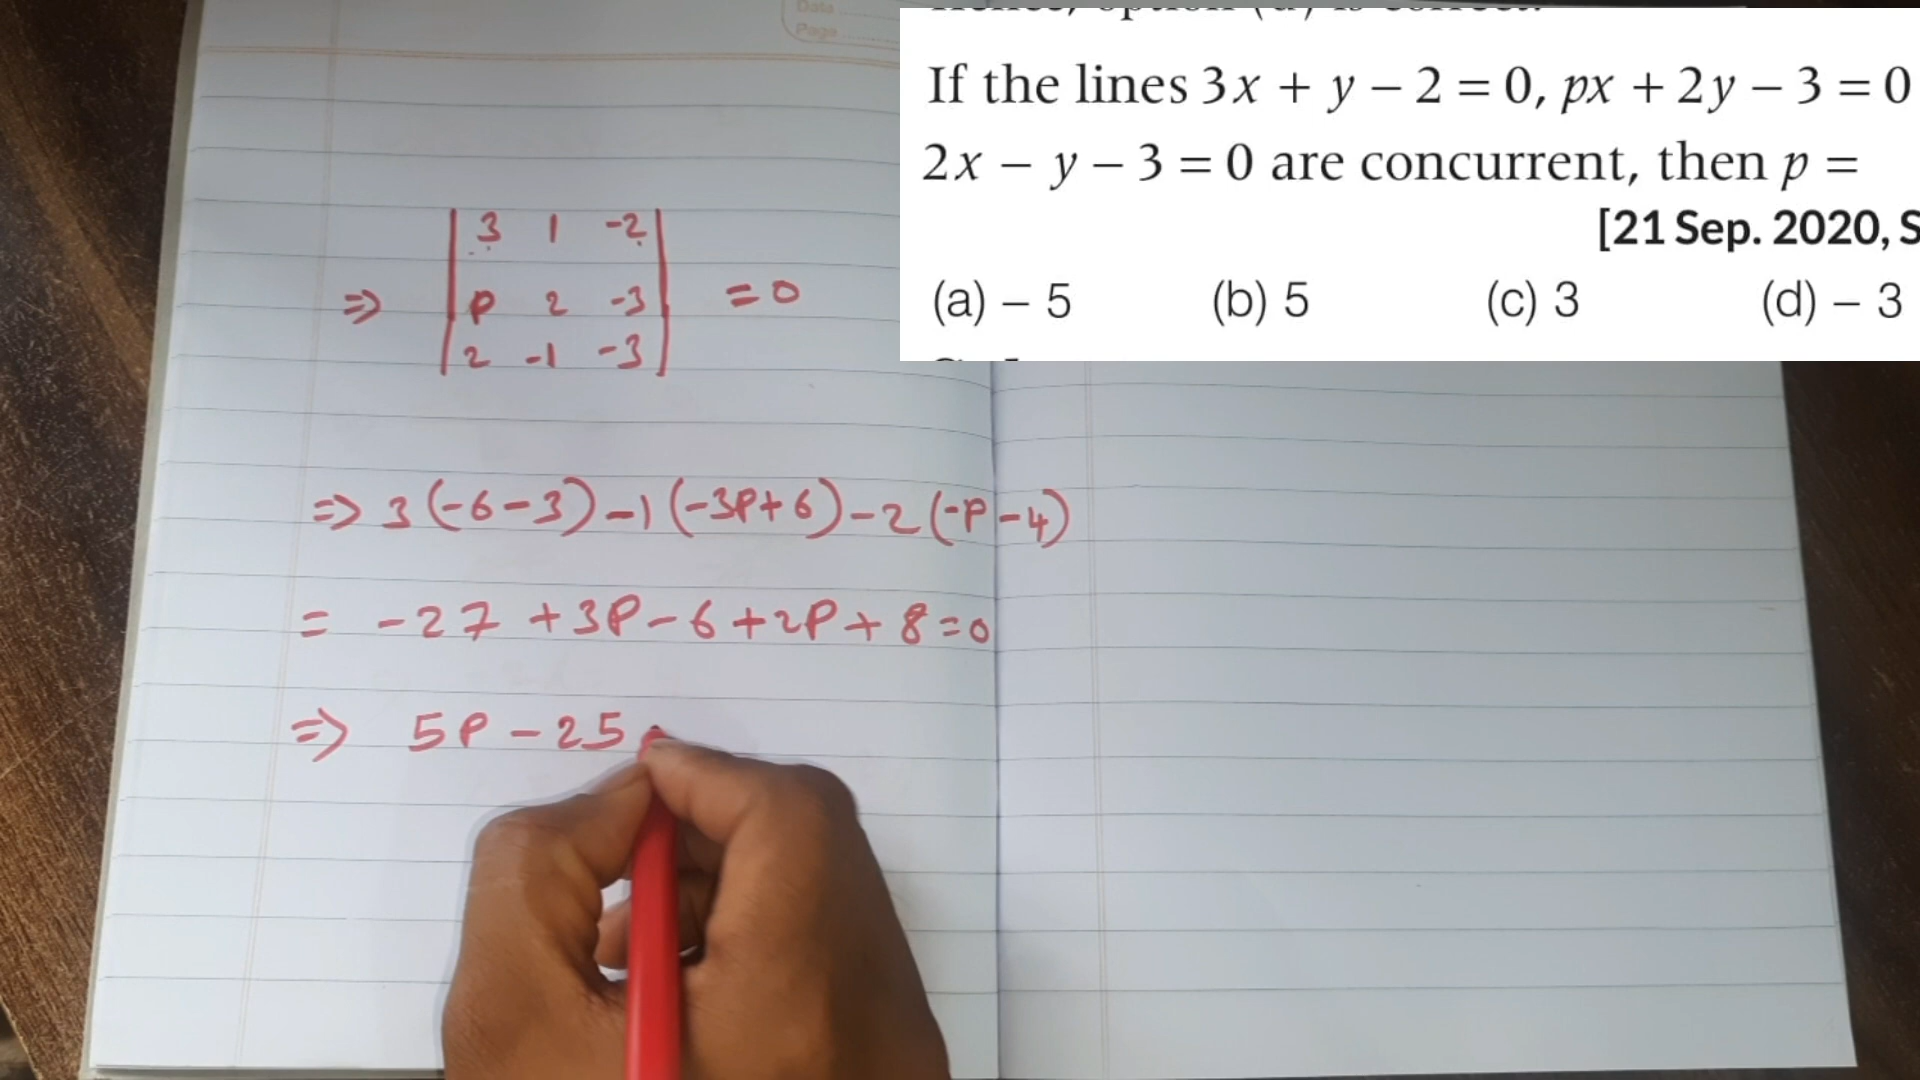 Date
Page
If the lines 3x + y – 2 = 0, px + 2y – 3 = 0
2x – y – 3 = 0 are concurrent, then p =
[21 Sep. 2020, S
(a) – 5 (b) 5 (c) 3 (d) – 3
3 1 -2
⇒ P 2 -3 = 0
2 -1 -3
⇒ 3(-6-3)-1(-3P+6)-2(-P-4)
= -27 +3P-6+2P+8=0
⇒ 5P-25